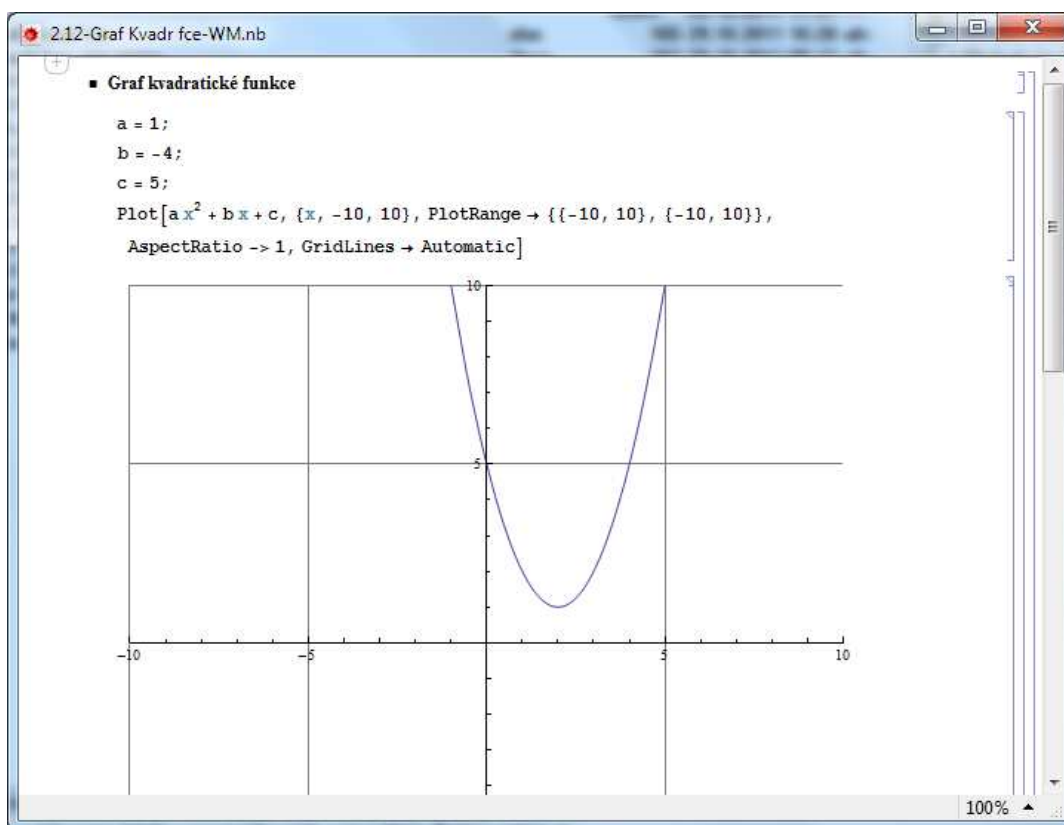 2.12-Graf Kvadr fce-WM.nb
Graf kvadratické funkce
a = 1;
b = -4;
c = 5;
Plot[a x² + b x + c, {x, -10, 10}, PlotRange → {{-10, 10}, {-10, 10}},
AspectRatio -> 1, GridLines → Automatic]
10
5
-10 -5 5 10
100%